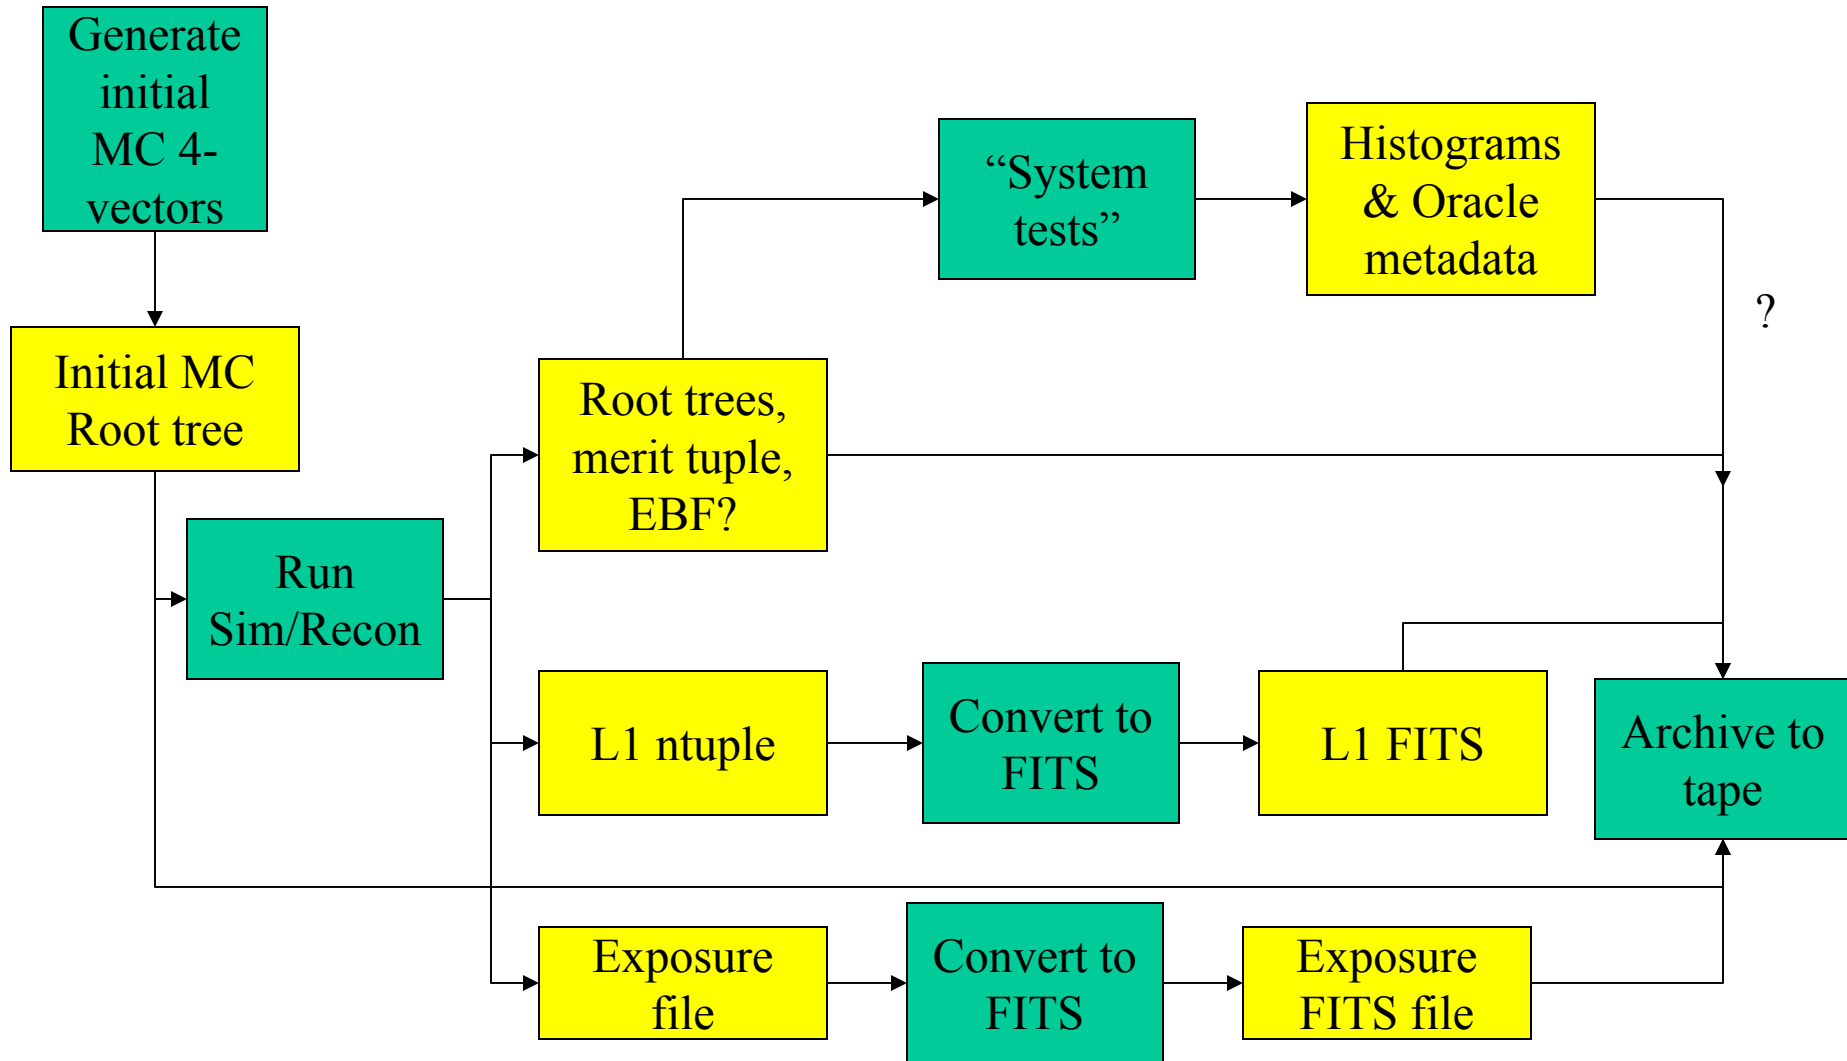 Generate
initial
MC 4-
vectors
Initial MC
Root tree
Run
Sim/Recon
Root trees,
merit tuple,
EBF?
“System
tests”
Histograms
& Oracle
metadata
?
L1 ntuple
Convert to
FITS
L1 FITS
Archive to
tape
Exposure
file
Convert to
FITS
Exposure
FITS file